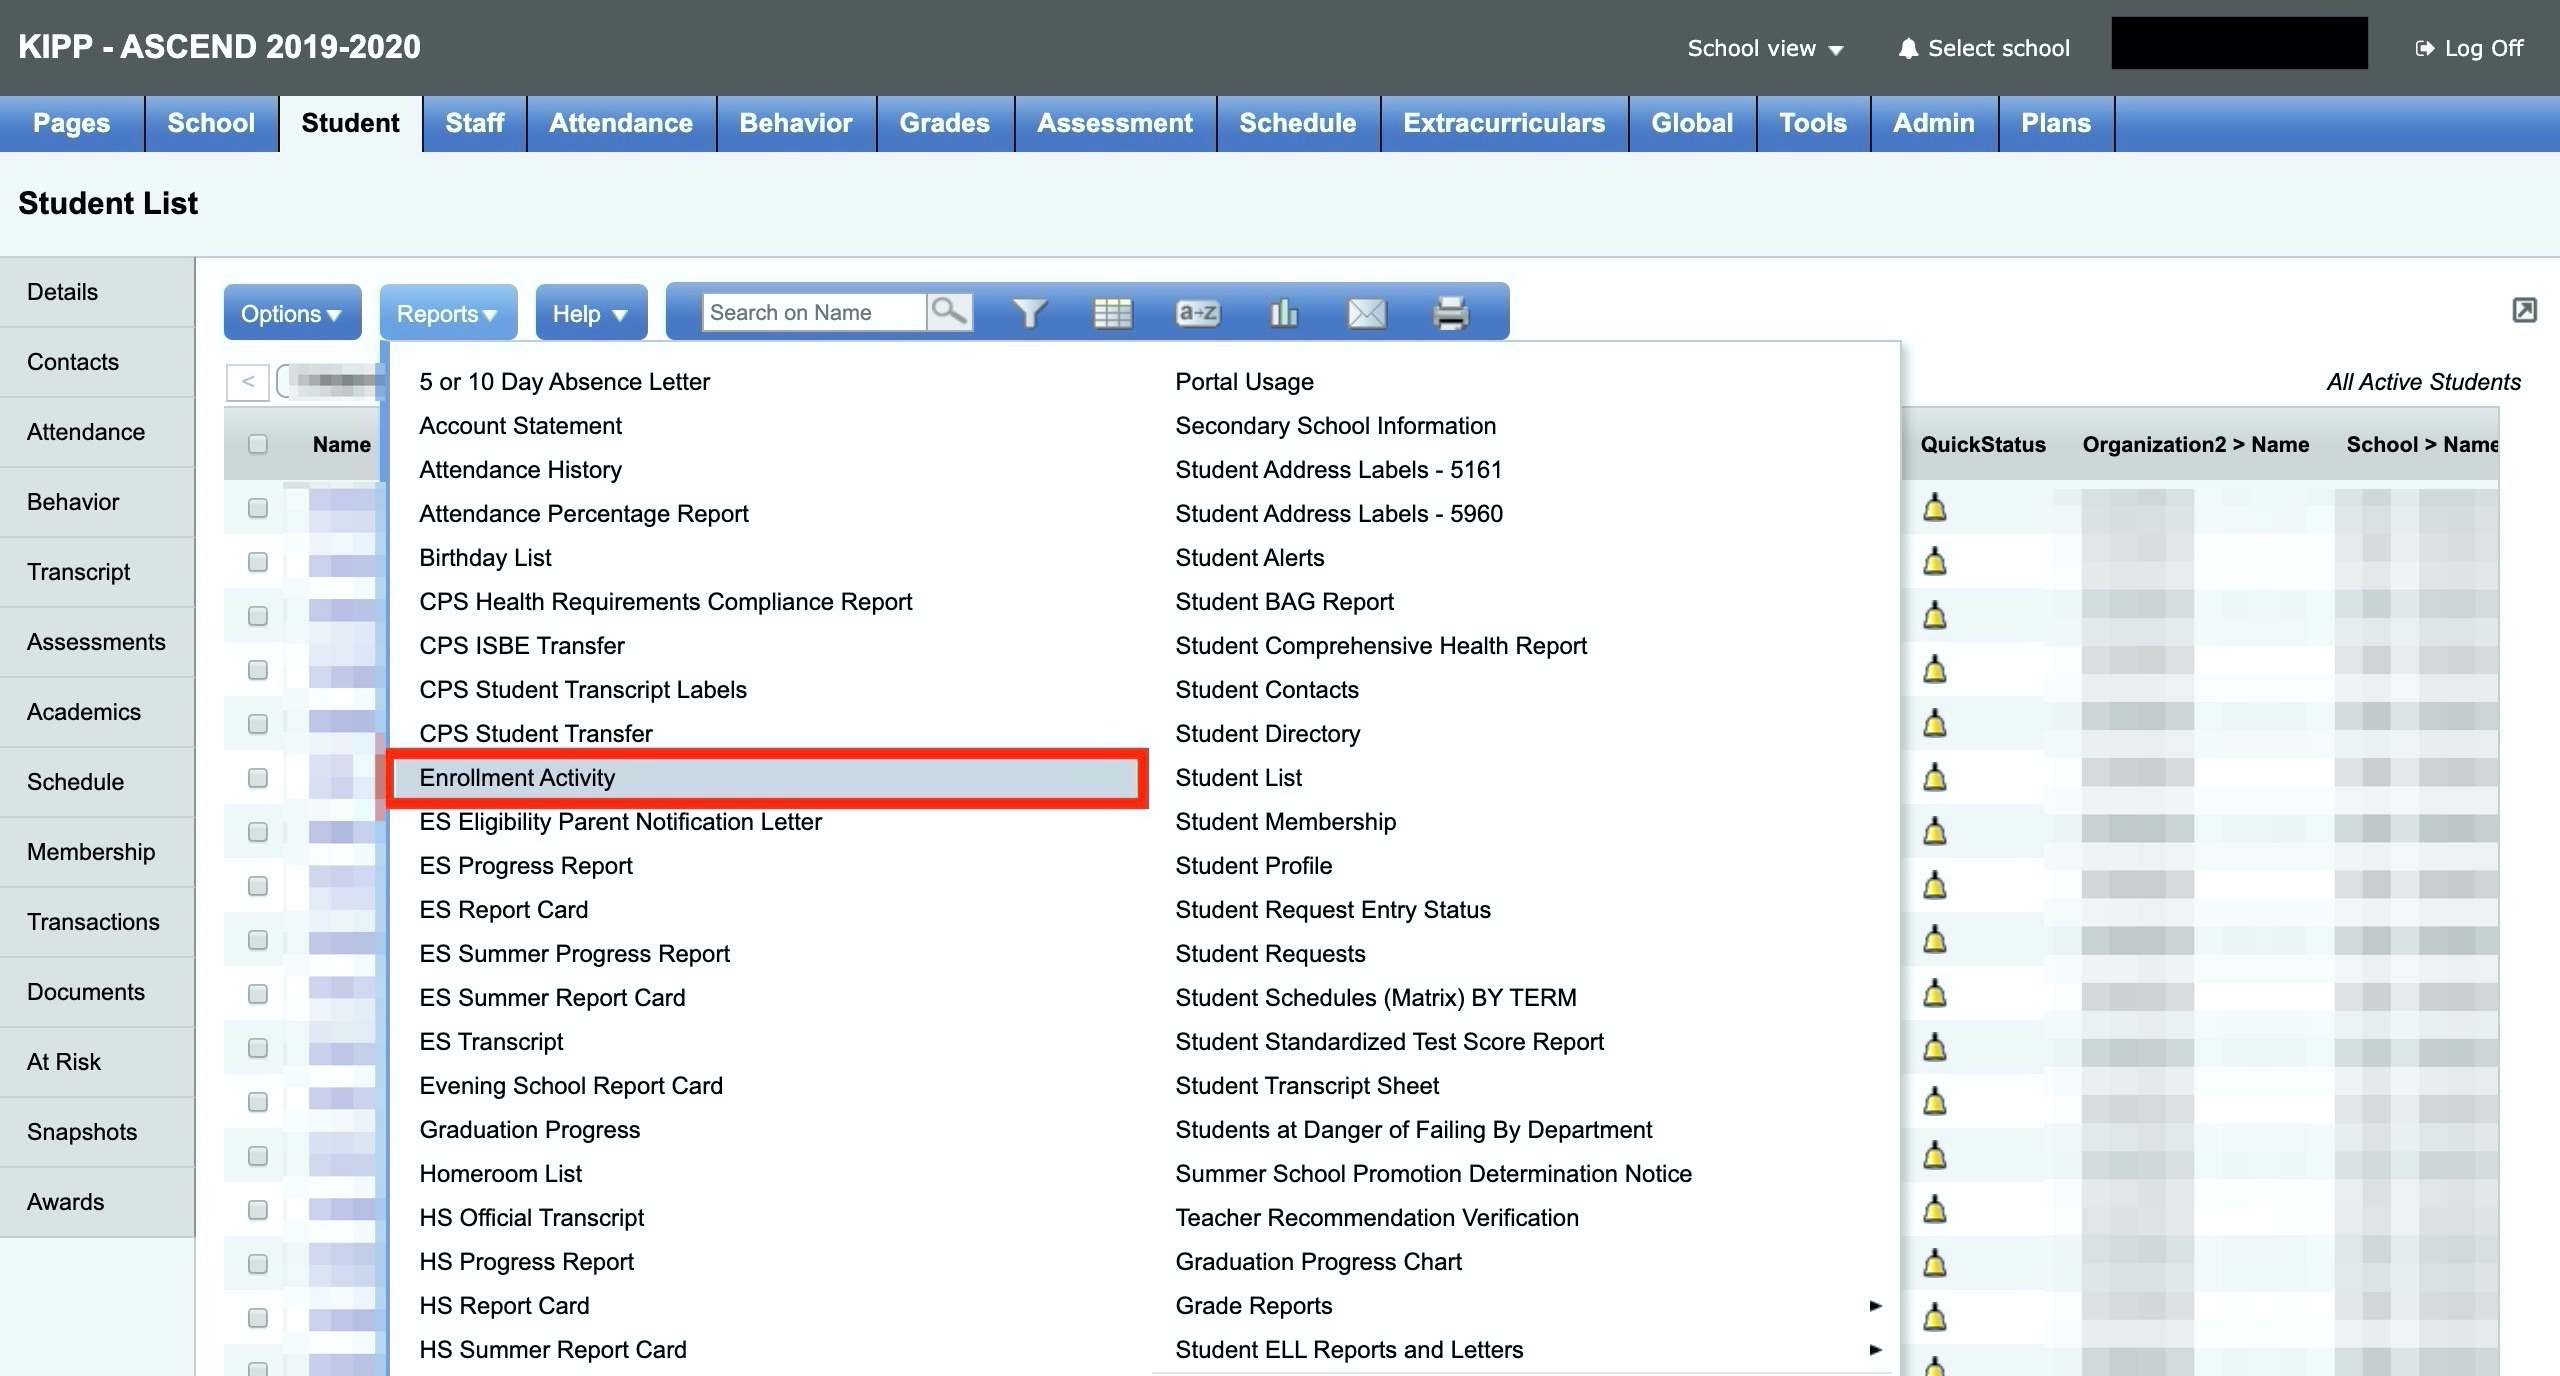 KIPP - ASCEND 2019-2020
School view
Select school
Log Off
Pages
School
Student
Staff
Attendance
Behavior
Grades
Assessment
Schedule
Extracurriculars
Global
Tools
Admin
Plans
Student List
Details
Contacts
Attendance
Behavior
Transcript
Assessments
Academics
Schedule
Membership
Transactions
Documents
At Risk
Snapshots
Awards
Options
Reports
Help
Search on Name
a-z
<
All Active Students
Name
QuickStatus
Organization2 > Name
School > Name
5 or 10 Day Absence Letter
Account Statement
Attendance History
Attendance Percentage Report
Birthday List
CPS Health Requirements Compliance Report
CPS ISBE Transfer
CPS Student Transcript Labels
CPS Student Transfer
Enrollment Activity
ES Eligibility Parent Notification Letter
ES Progress Report
ES Report Card
ES Summer Progress Report
ES Summer Report Card
ES Transcript
Evening School Report Card
Graduation Progress
Homeroom List
HS Official Transcript
HS Progress Report
HS Report Card
HS Summer Report Card
Portal Usage
Secondary School Information
Student Address Labels - 5161
Student Address Labels - 5960
Student Alerts
Student BAG Report
Student Comprehensive Health Report
Student Contacts
Student Directory
Student List
Student Membership
Student Profile
Student Request Entry Status
Student Requests
Student Schedules (Matrix) BY TERM
Student Standardized Test Score Report
Student Transcript Sheet
Students at Danger of Failing By Department
Summer School Promotion Determination Notice
Teacher Recommendation Verification
Graduation Progress Chart
Grade Reports
Student ELL Reports and Letters